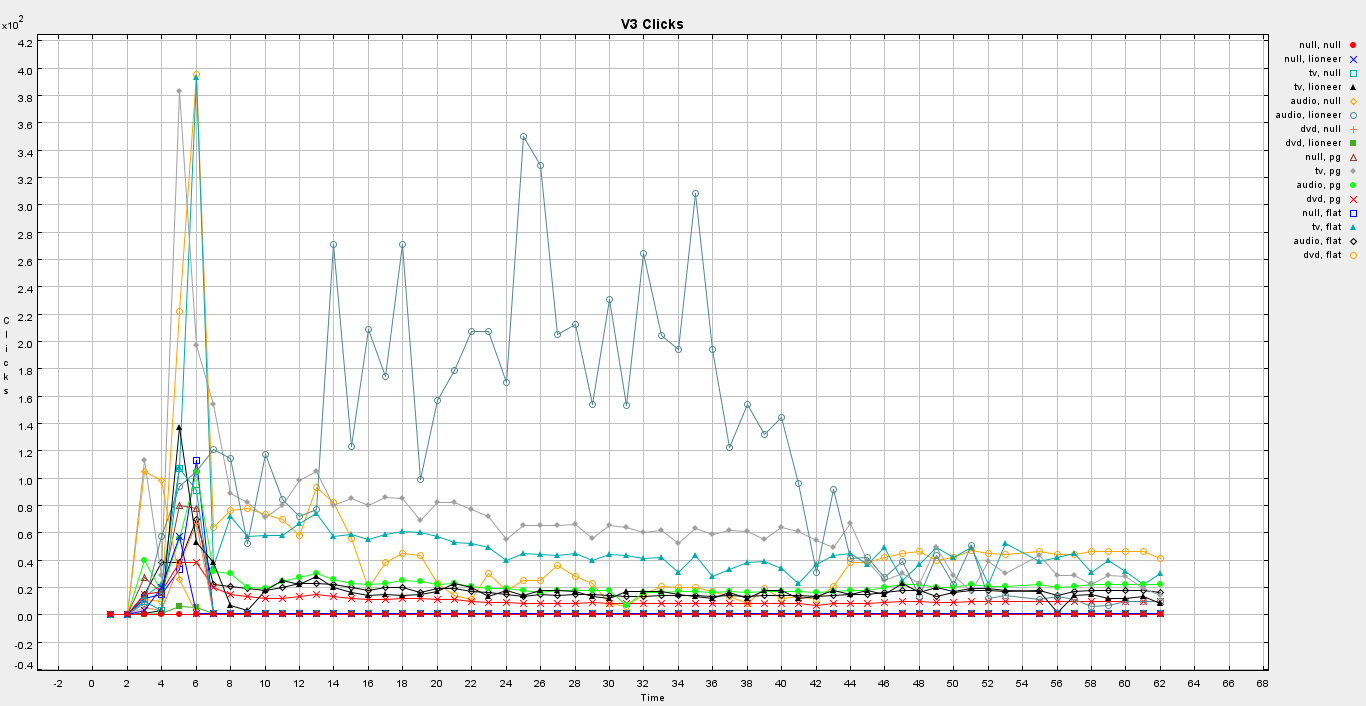 V3 Clicks
x10²
4.2
4.0
3.8
3.6
3.4
3.2
3.0
2.8
2.6
2.4
2.2
2.0
1.8
1.6
1.4
1.2
1.0
0.8
0.6
0.4
0.2
0.0
-0.2
-0.4
Clicks
-2 0 2 4 6 8 10 12 14 16 18 20 22 24 26 28 30 32 34 36 38 40 42 44 46 48 50 52 54 56 58 60 62 64 66 68
Time
null, null
null, lioneer
tv, null
tv, lioneer
audio, null
audio, lioneer
dvd, null
dvd, lioneer
null, pg
tv, pg
audio, pg
dvd, pg
null, flat
tv, flat
audio, flat
dvd, flat